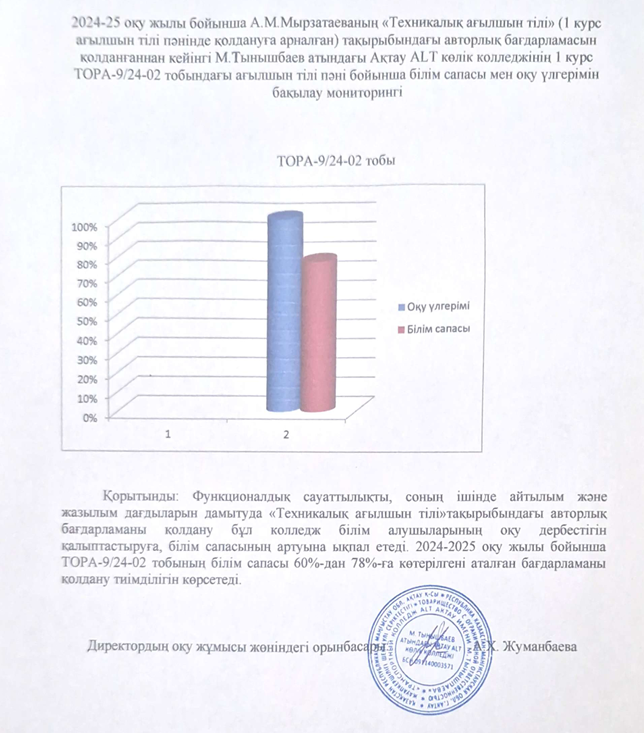 2024-25 оқу жылы бойынша А.М.Мырзатаеваның «Техникалық ағылшын тілі» (1 курс
ағылшын тілі пәнінде қолдануға арналған) тақырыбындағы авторлық бағдарламасын
қолданғаннан кейінгі М.Тынышбаев атындағы Ақтау ALT көлік колледжінің 1 курс
ТОРА-9/24-02 тобындағы ағылшын тілі пәні бойынша білім сапасы мен оқу үлгерімін
бақылау мониторингі
ТОРА-9/24-02 тобы
100%
90%
80%
70%
60%
50%
40%
30%
20%
10%
0%
1
2
Оқу үлгерімі
Білім сапасы
Қорытынды: Функционалдық сауаттылықты, соның ішінде айтылым және
жазылым дағдыларын дамытуда «Техникалық ағылшын тілі»тақырыбындағы авторлық
бағдарламаны қолдану бұл колледж білім алушыларының оқу дербестігін
қалыптастыруға, білім сапасының артуына ықпал етеді. 2024-2025 оқу жылы бойынша
ТОРА-9/24-02 тобының білім сапасы 60%-дан 78%-ға көтерілгені аталған бағдарламаны
қолдану тиімділігін көрсетеді.
Директордың оқу жұмысы жөніндегі орынбасары: А.Х. Жуманбаева
М. ТЫНЫШБАЕВ
АТЫНДАҒЫ АҚТАУ ALT
КӨЛІК КОЛЛЕДЖІ